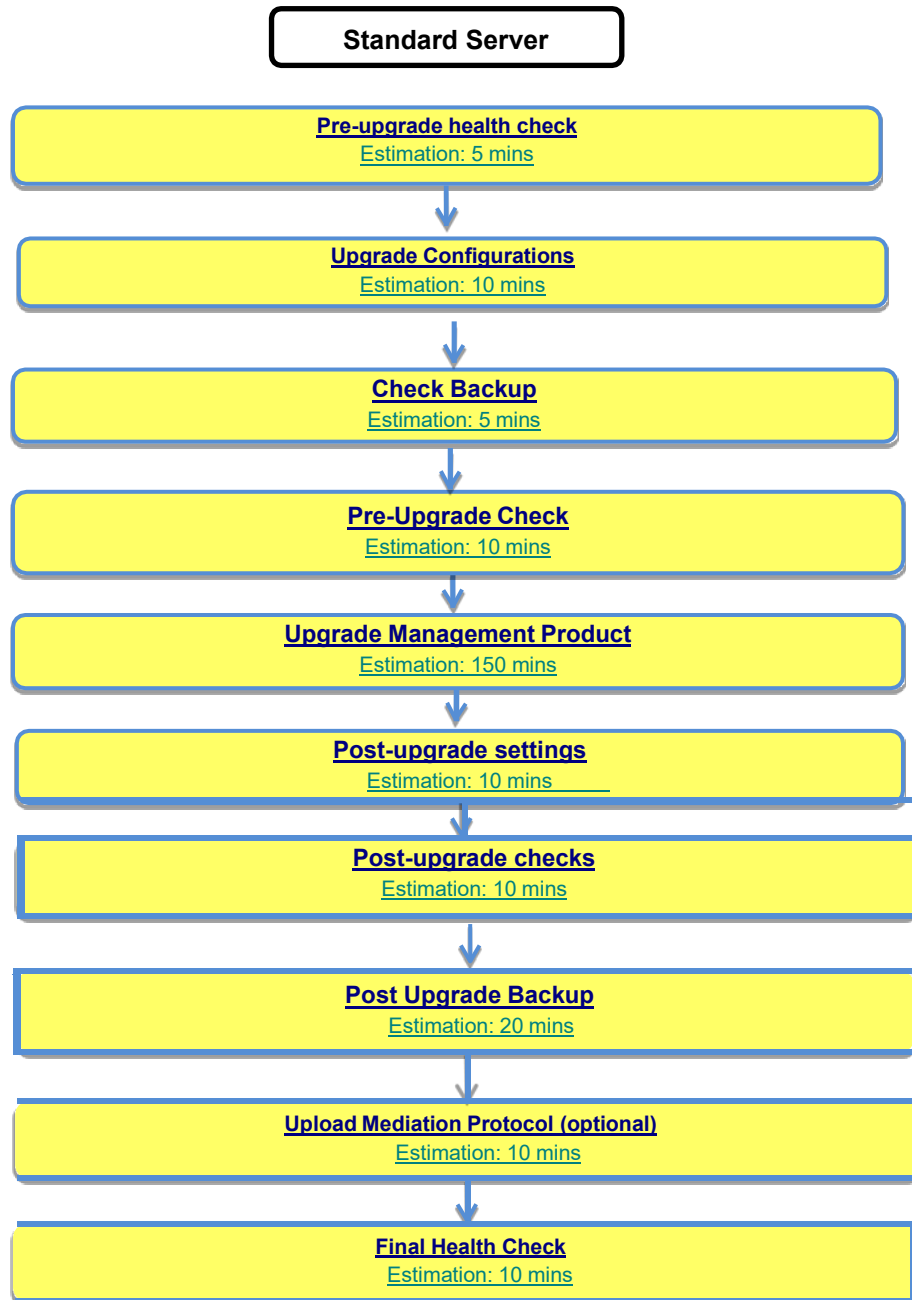 Standard Server
Pre-upgrade health check
Estimation: 5 mins
Upgrade Configurations
Estimation: 10 mins
Check Backup
Estimation: 5 mins
Pre-Upgrade Check
Estimation: 10 mins
Upgrade Management Product
Estimation: 150 mins
Post-upgrade settings
Estimation: 10 mins
Post-upgrade checks
Estimation: 10 mins
Post Upgrade Backup
Estimation: 20 mins
Upload Mediation Protocol (optional)
Estimation: 10 mins
Final Health Check
Estimation: 10 mins